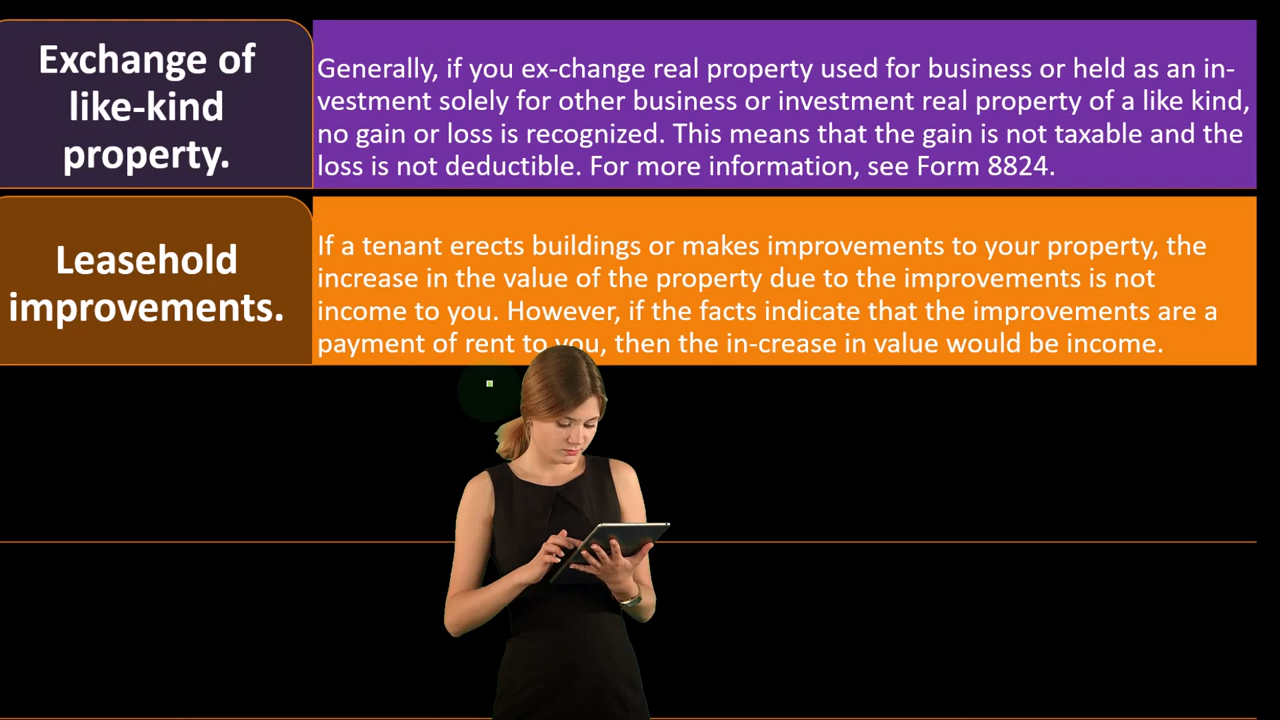 Exchange of
like-kind
property.
Generally, if you ex-change real property used for business or held as an in-
vestment solely for other business or investment real property of a like kind,
no gain or loss is recognized. This means that the gain is not taxable and the
loss is not deductible. For more information, see Form 8824.
Leasehold
improvements.
If a tenant erects buildings or makes improvements to your property, the
increase in the value of the property due to the improvements is not
income to you. However, if the facts indicate that the improvements are a
payment of rent to you, then the in-crease in value would be income.